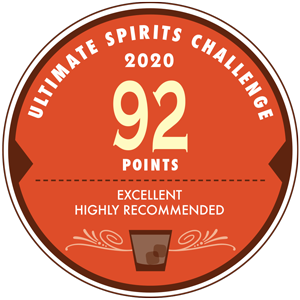 ULTIMATE SPIRITS CHALLENGE
2020
92
POINTS
EXCELLENT
HIGHLY RECOMMENDED